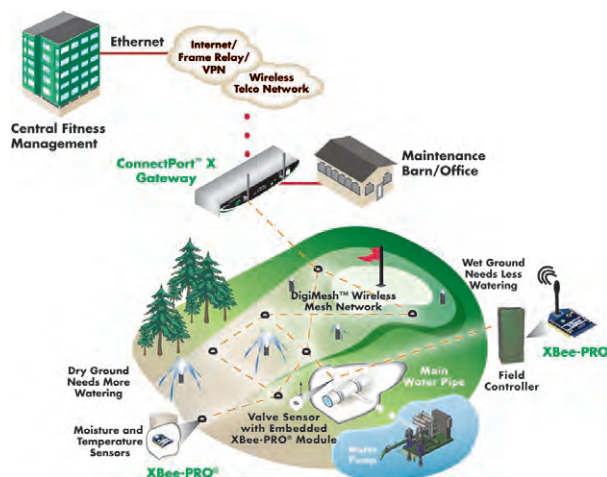 Ethernet
Internet/
Frame Relay/
VPN
Wireless
Telco Network
Central Fitness
Management
ConnectPort™ X
Gateway
Maintenance
Barn/Office
Wet Ground
Needs Less
Watering
DigiMesh™ Wireless
Mesh Network
XBee-PRO
Field
Controller
Main
Water Pipe
Dry Ground
Needs More
Watering
Valve Sensor
with Embedded
XBee-PRO® Module
Moisture and
Temperature
Sensors
Water
Pump
XBee-PRO®